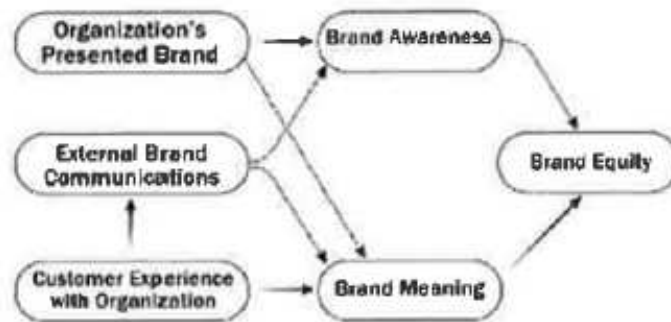 Organization's
Presented Brand
Brand Awareness
External Brand
Communications
Brand Equity
Customer Experience
with Organization
Brand Meaning